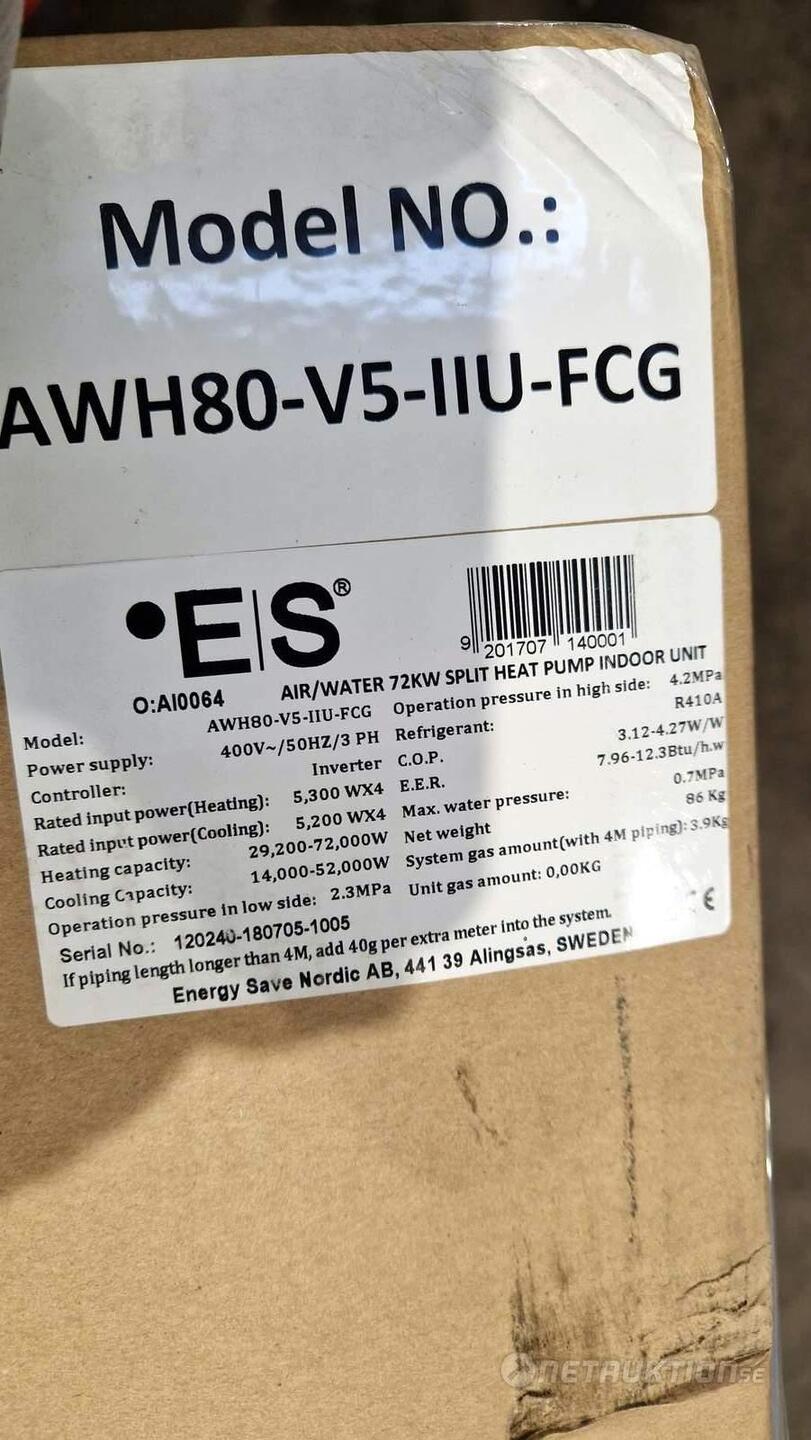 Model NO.:
AWH80-V5-IIU-FCG
E|S®
9 201707 140001
O:AI0064
AIR/WATER 72KW SPLIT HEAT PUMP INDOOR UNIT
Model: AWH80-V5-IIU-FCG
Power supply: 400V~/50HZ/3 PH
Controller: Inverter
Rated input power(Heating): 5,300 WX4
Rated input power(Cooling): 5,200 WX4
Heating capacity: 29,200-72,000W
Cooling Capacity: 14,000-52,000W
Operation pressure in low side: 2.3MPa
Operation pressure in high side: 4.2MPa
Refrigerant: R410A
C.O.P. 3.12-4.27W/W
E.E.R. 7.96-12.3Btu/h.w
Max. water pressure: 0.7MPa
Net weight 86 Kg
System gas amount(with 4M piping): 3.9Kg
Unit gas amount: 0,00KG
Serial No.: 120240-180705-1005
If piping length longer than 4M, add 40g per extra meter into the system.
Energy Save Nordic AB, 441 39 Alingsås, SWEDEN
CE
NETAUKTION.SE